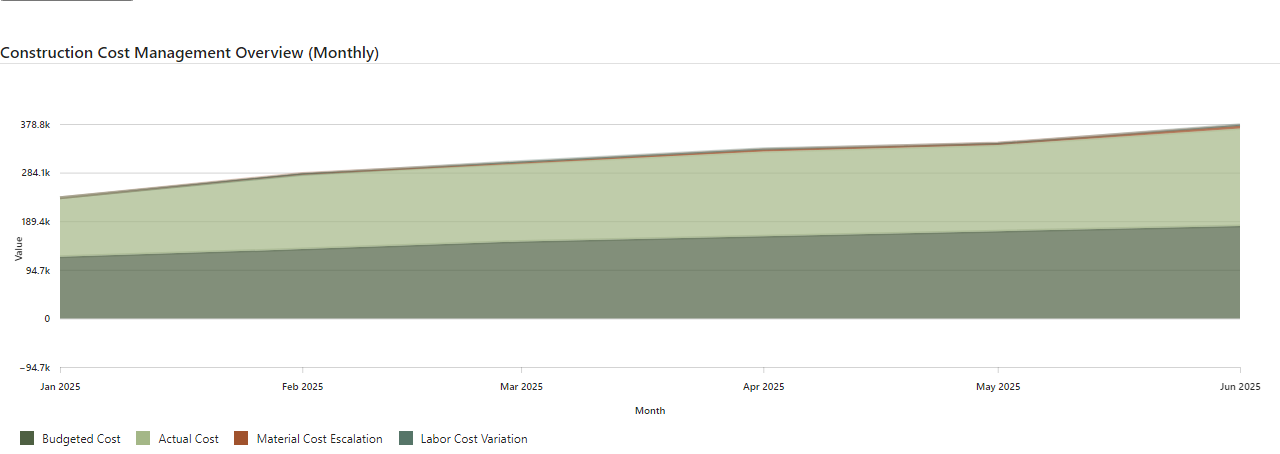 Construction Cost Management Overview (Monthly)
378.8k
284.1k
189.4k
Value
94.7k
0
−94.7k
Jan 2025 Feb 2025 Mar 2025 Apr 2025 May 2025 Jun 2025
Month
Budgeted Cost Actual Cost Material Cost Escalation Labor Cost Variation